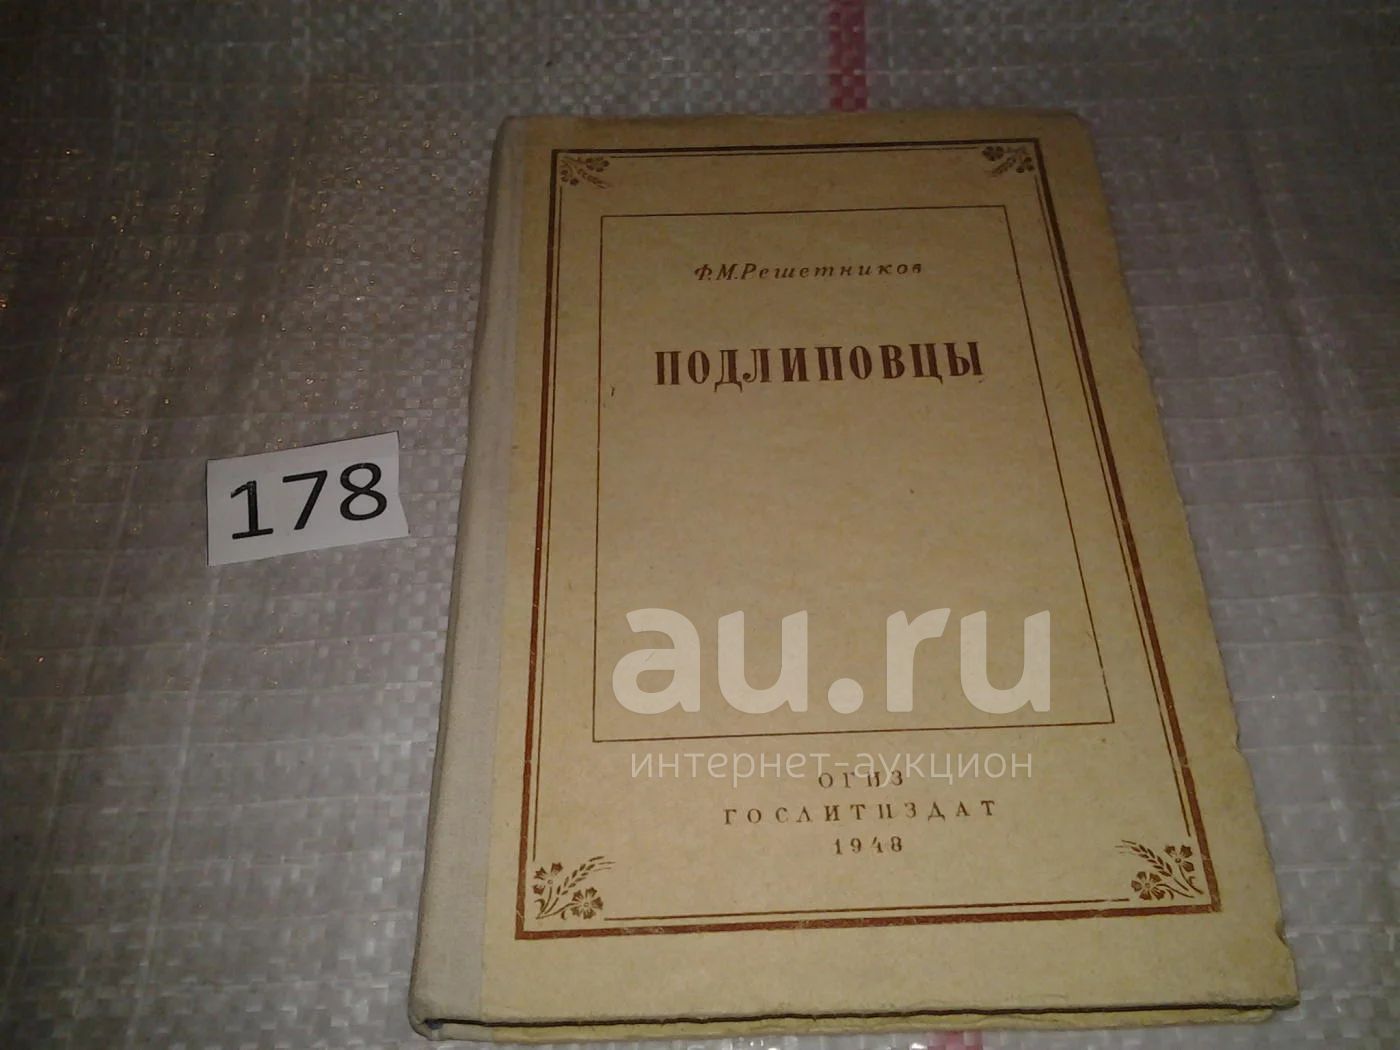 Ф.М.Решетников
ПОДЛИПОВЦЫ
178
au.ru
интернет-аукцион
ОГИЗ
ГОСЛИТИЗДАТ
1948